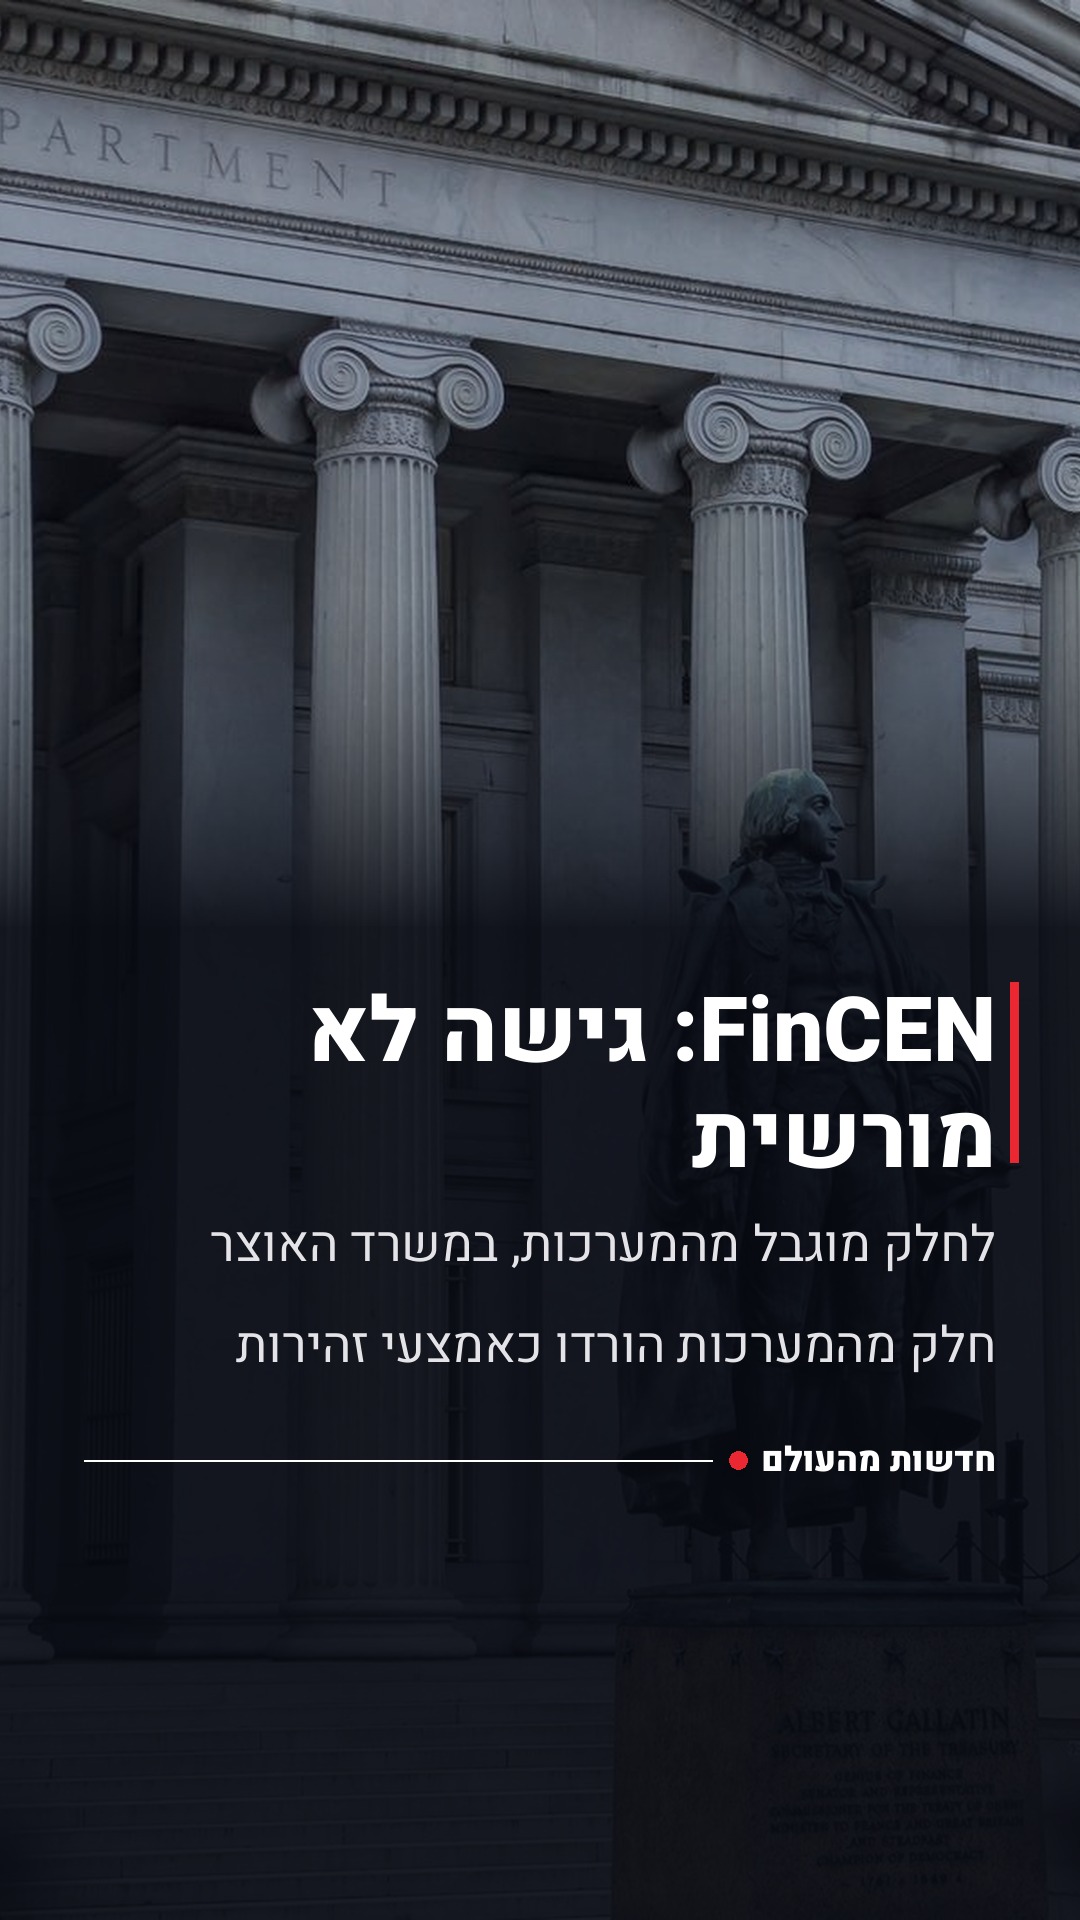 PARTMENT
FinCEN: גישה לא
מורשית
לחלק מוגבל מהמערכות, במשרד האוצר
חלק מהמערכות הורדו כאמצעי זהירות
חדשות מהעולם
ALBERT GALLATIN
SECRETARY OF THE TREASURY